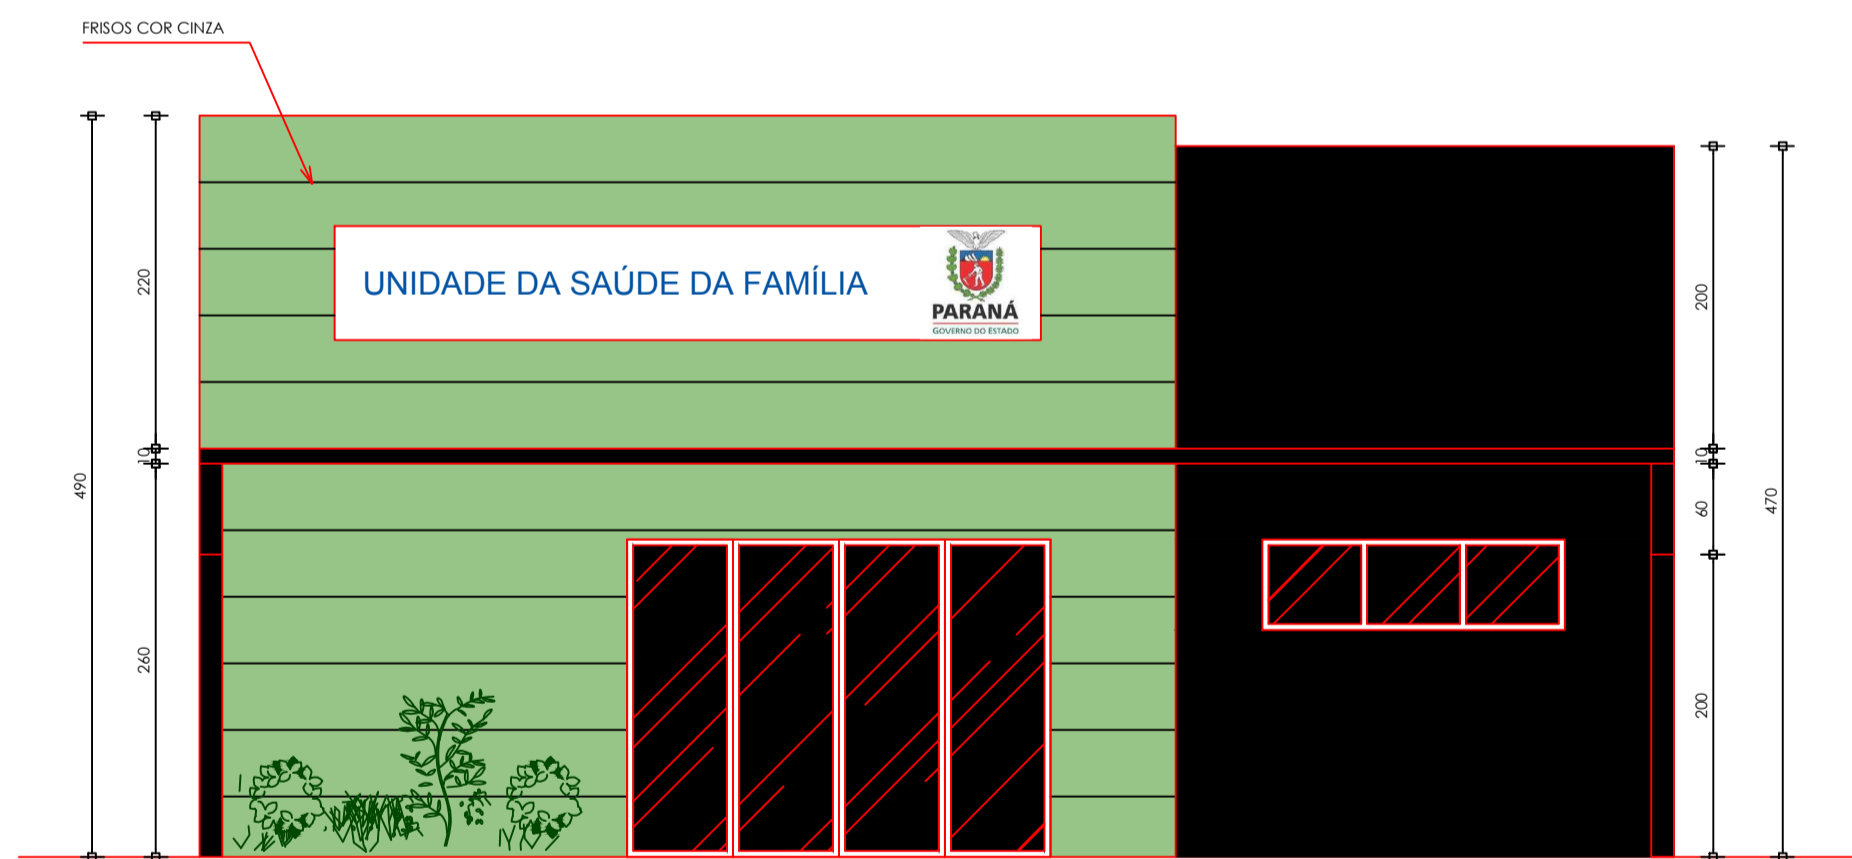 FRISOS COR CINZA
UNIDADE DA SAÚDE DA FAMÍLIA
PARANÁ
GOVERNO DO ESTADO
490
220
10
260
200
10
60
200
470